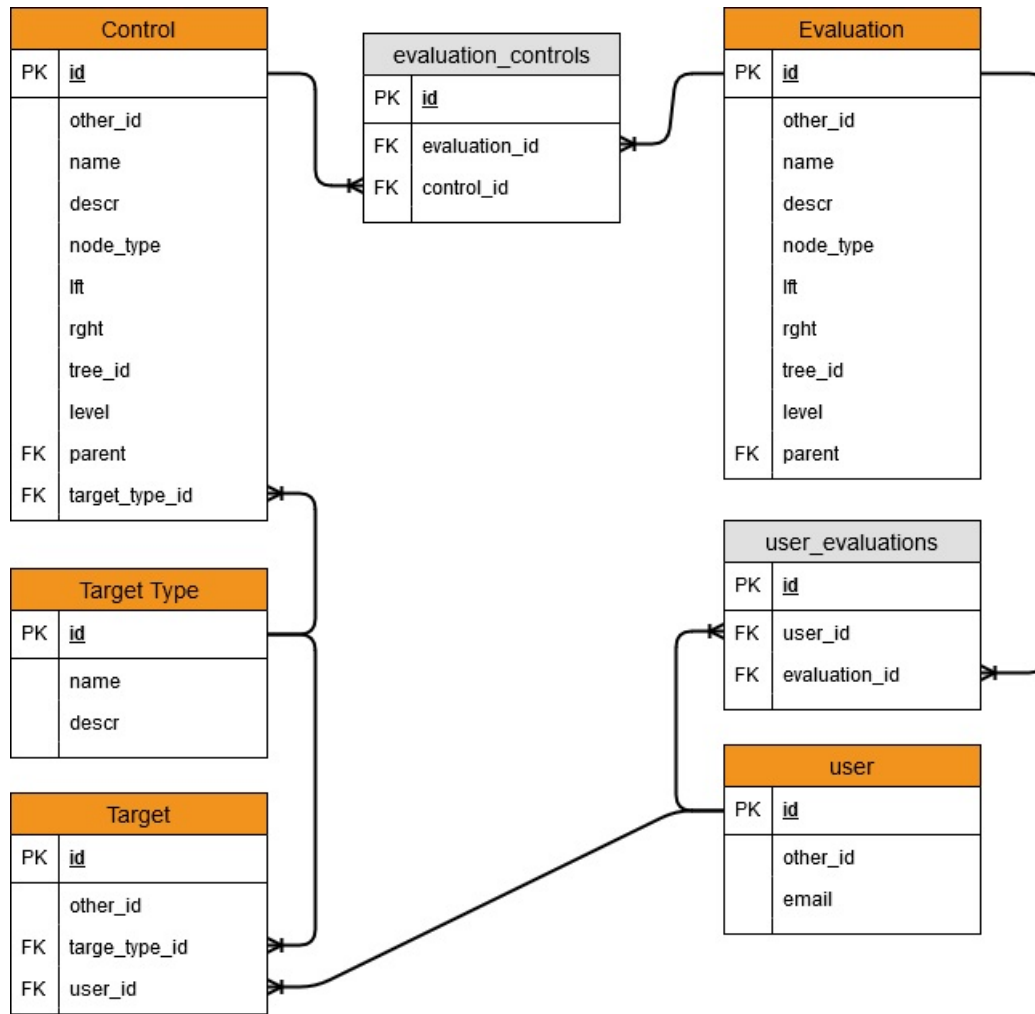 Control
PK id
other_id
name
descr
node_type
lft
rght
tree_id
level
FK parent
FK target_type_id
evaluation_controls
PK id
FK evaluation_id
FK control_id
Evaluation
PK id
other_id
name
descr
node_type
lft
rght
tree_id
level
FK parent
Target Type
PK id
name
descr
user_evaluations
PK id
FK user_id
FK evaluation_id
Target
PK id
other_id
FK targe_type_id
FK user_id
user
PK id
other_id
email